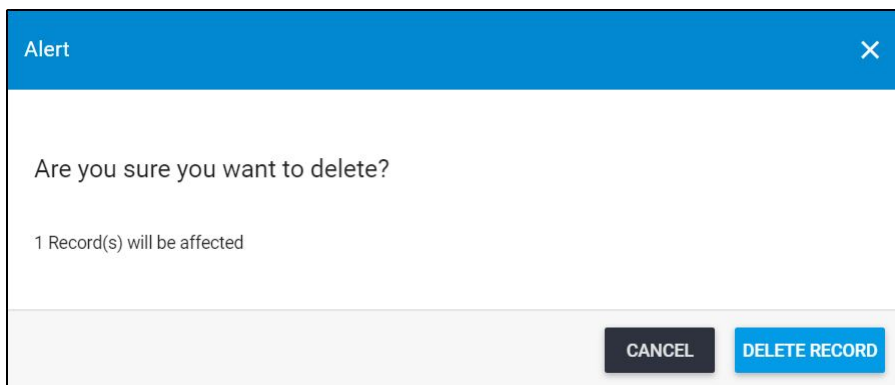 Alert
Are you sure you want to delete?
1 Record(s) will be affected
CANCEL DELETE RECORD